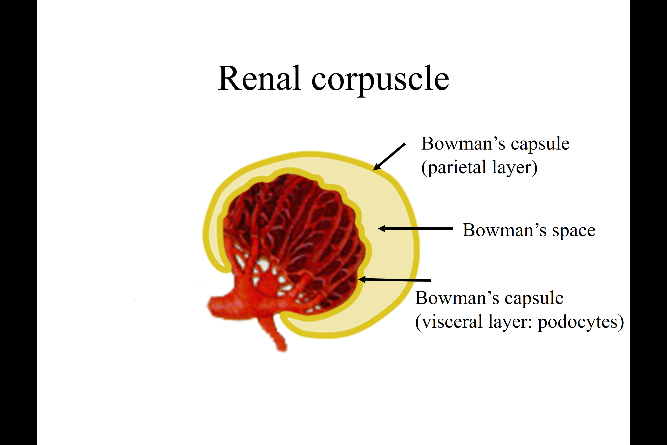 Renal corpuscle
Bowman's capsule
(parietal layer)
Bowman's space
Bowman's capsule
(visceral layer: podocytes)